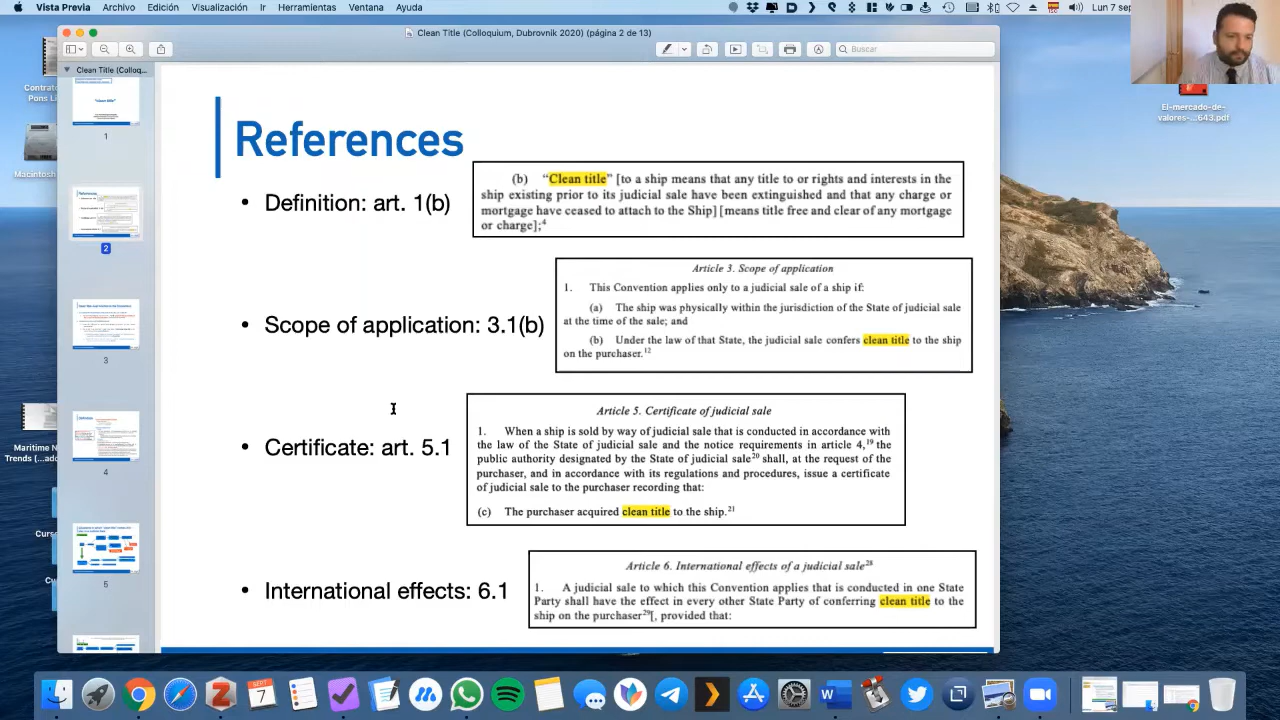 Vista Previa Archivo Edición Visualización Ir Herramientas Ventana Ayuda
Lun 7 sep
Clean Title (Colloquium, Dubrovnik 2020) (página 2 de 13)
Buscar
Clean Title (Colloq...
1
2
3
4
5
Contrat
Pons Li
Macintosh
Maritime N
Trends [...ado
Curso
El-mercado-de-
valores-...643.pdf
References
• Definition: art. 1(b)
(b) “Clean title” [to a ship means that any title to or rights and interests in the
ship existing prior to its judicial sale have been extinguished and that any charge or
mortgage have ceased to attach to the Ship] [means title free and clear of any mortgage
or charge];4
• Scope of application: 3.1(b)
Article 3. Scope of application
1. This Convention applies only to a judicial sale of a ship if:
(a) The ship was physically within the jurisdiction of the State of judicial sale
at the time of the sale; and
(b) Under the law of that State, the judicial sale confers clean title to the ship
on the purchaser.12
• Certificate: art. 5.1
Article 5. Certificate of judicial sale
1. When a ship is sold by way of judicial sale that is conducted in accordance with
the law of the State of judicial sale and the notice requirements in article 4,19 the
public authority designated by the State of judicial sale20 shall, at the request of the
purchaser, and in accordance with its regulations and procedures, issue a certificate
of judicial sale to the purchaser recording that:
(c) The purchaser acquired clean title to the ship.21
• International effects: 6.1
Article 6. International effects of a judicial sale28
1. A judicial sale to which this Convention applies that is conducted in one State
Party shall have the effect in every other State Party of conferring clean title to the
ship on the purchaser29[, provided that:
SEPT
7